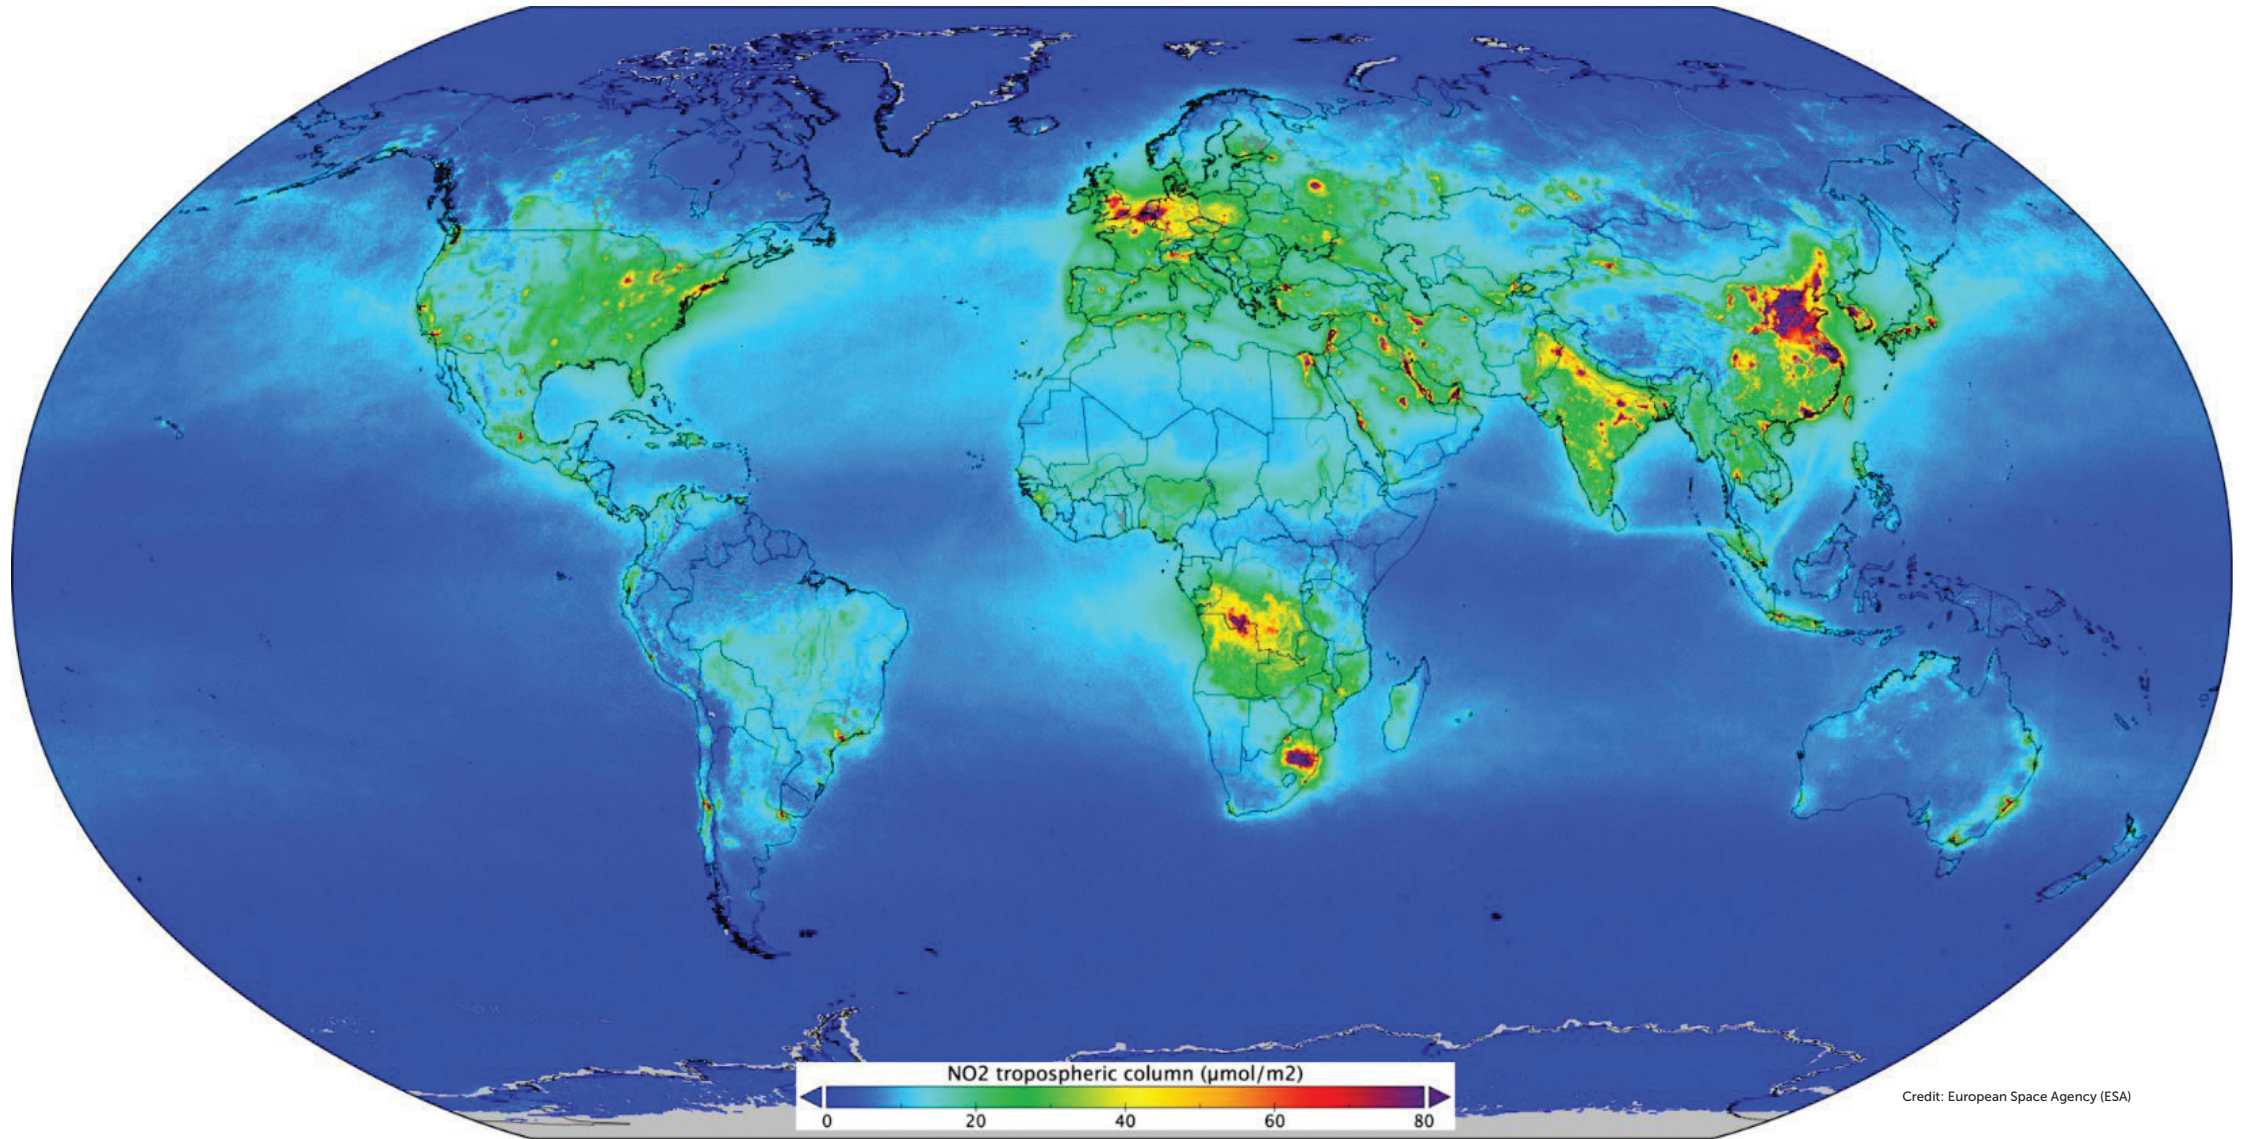 NO2 tropospheric column (µmol/m2)
0 20 40 60 80
Credit: European Space Agency (ESA)